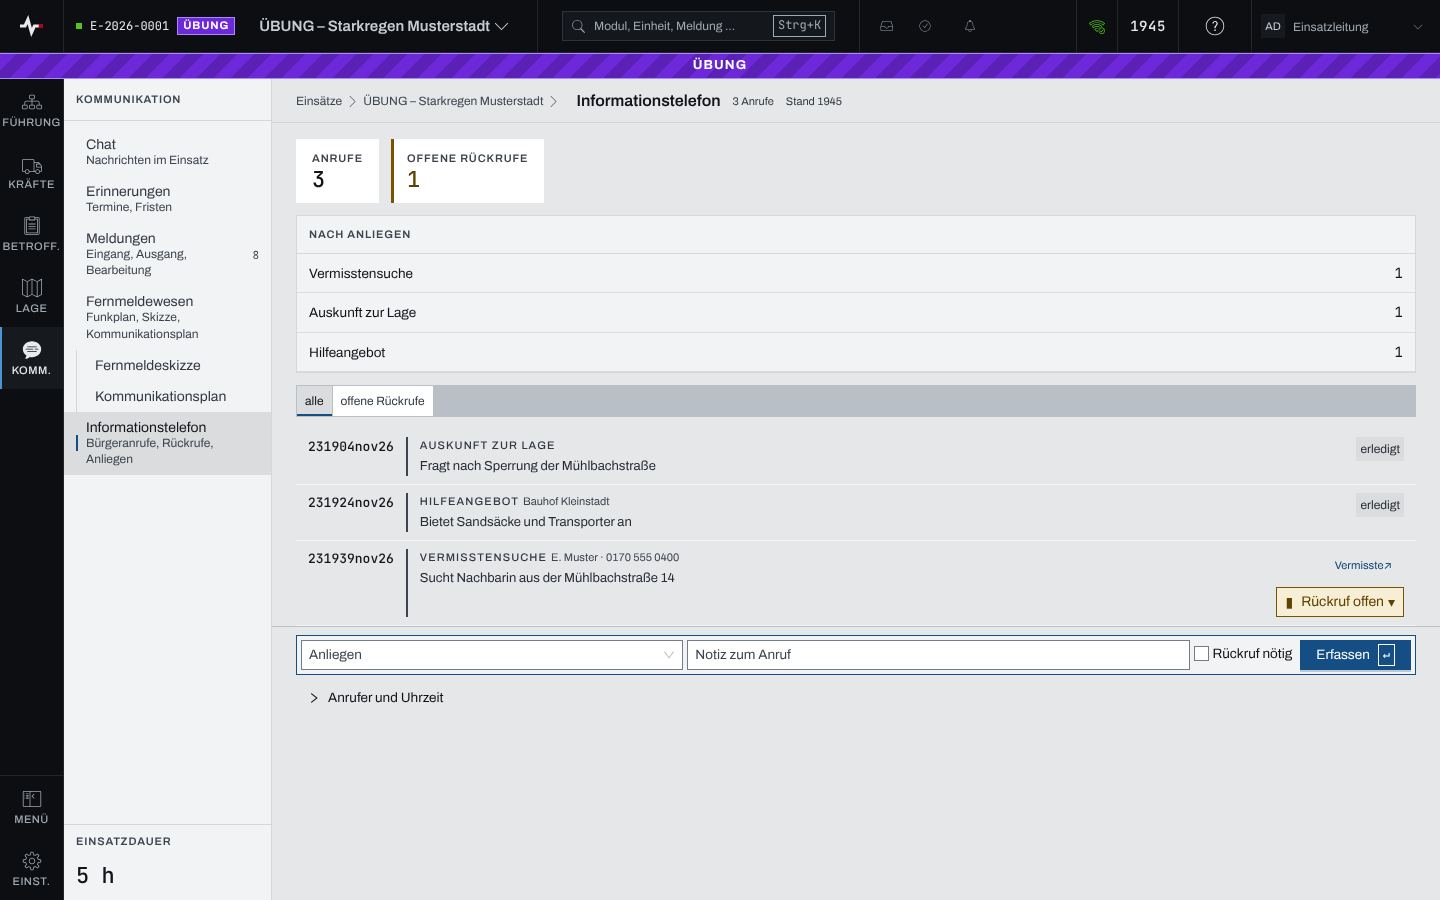 E-2026-0001 ÜBUNG ÜBUNG – Starkregen Musterstadt
Modul, Einheit, Meldung ... Strg+K
1945
?
AD Einsatzleitung
ÜBUNG
FÜHRUNG
KRÄFTE
BETROFF.
LAGE
KOMM.
MENÜ
EINST.
KOMMUNIKATION
Chat
Nachrichten im Einsatz
Erinnerungen
Termine, Fristen
Meldungen
Eingang, Ausgang,
Bearbeitung
8
Fernmeldewesen
Funkplan, Skizze,
Kommunikationsplan
Fernmeldeskizze
Kommunikationsplan
Informationstelefon
Bürgeranrufe, Rückrufe,
Anliegen
EINSATZDAUER
5 h
Einsätze ÜBUNG – Starkregen Musterstadt Informationstelefon 3 Anrufe Stand 1945
ANRUFE
3
OFFENE RÜCKRUFE
1
NACH ANLIEGEN
Vermisstensuche 1
Auskunft zur Lage 1
Hilfeangebot 1
alle offene Rückrufe
231904nov26 AUSKUNFT ZUR LAGE
Fragt nach Sperrung der Mühlbachstraße
erledigt
231924nov26 HILFEANGEBOT Bauhof Kleinstadt
Bietet Sandsäcke und Transporter an
erledigt
231939nov26 VERMISSTENSUCHE E. Muster · 0170 555 0400
Sucht Nachbarin aus der Mühlbachstraße 14
Vermisste↗
▮ Rückruf offen ▾
Anliegen Notiz zum Anruf Rückruf nötig Erfassen ↵
Anrufer und Uhrzeit